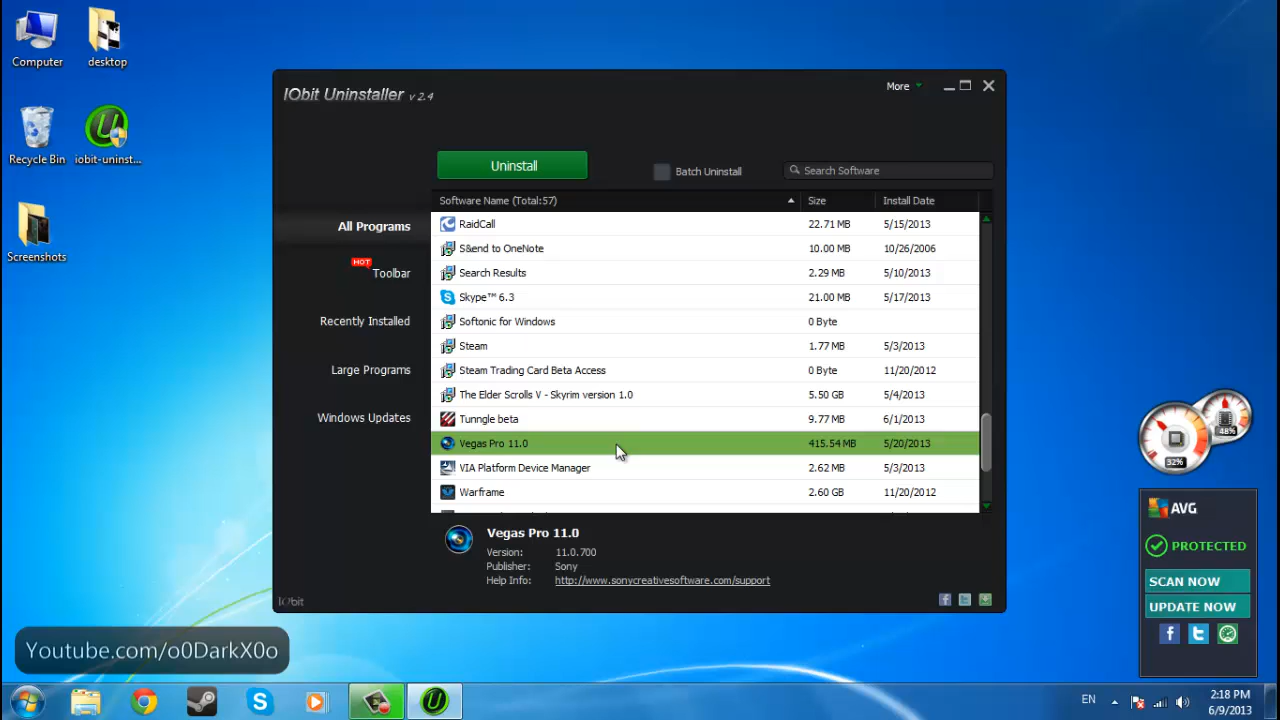 Computer
desktop
Recycle Bin
iobit-uninst...
Screenshots
IObit Uninstaller v 2.4
More
Uninstall
Batch Uninstall
Search Software
All Programs
HOT
Toolbar
Recently Installed
Large Programs
Windows Updates
Software Name (Total:57) Size Install Date
RaidCall 22.71 MB 5/15/2013
S&end to OneNote 10.00 MB 10/26/2006
Search Results 2.29 MB 5/10/2013
Skype™ 6.3 21.00 MB 5/17/2013
Softonic for Windows 0 Byte
Steam 1.77 MB 5/3/2013
Steam Trading Card Beta Access 0 Byte 11/20/2012
The Elder Scrolls V - Skyrim version 1.0 5.50 GB 5/4/2013
Tunngle beta 9.77 MB 6/1/2013
Vegas Pro 11.0 415.54 MB 5/20/2013
VIA Platform Device Manager 2.62 MB 5/3/2013
Warframe 2.60 GB 11/20/2012
Vegas Pro 11.0
Version: 11.0.700
Publisher: Sony
Help Info: http://www.sonycreativesoftware.com/support
IObit
48%
32%
AVG
PROTECTED
SCAN NOW
UPDATE NOW
Youtube.com/o0DarkX0o
EN
2:18 PM
6/9/2013